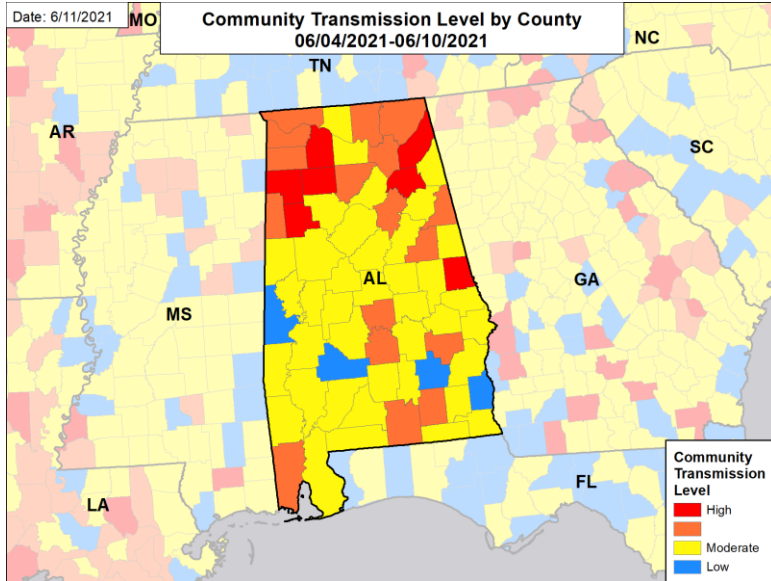 Date: 6/11/2021
Community Transmission Level by County
06/04/2021-06/10/2021
MO
NC
TN
AR
SC
AL
GA
MS
LA
FL
Community
Transmission
Level
High
Moderate
Low